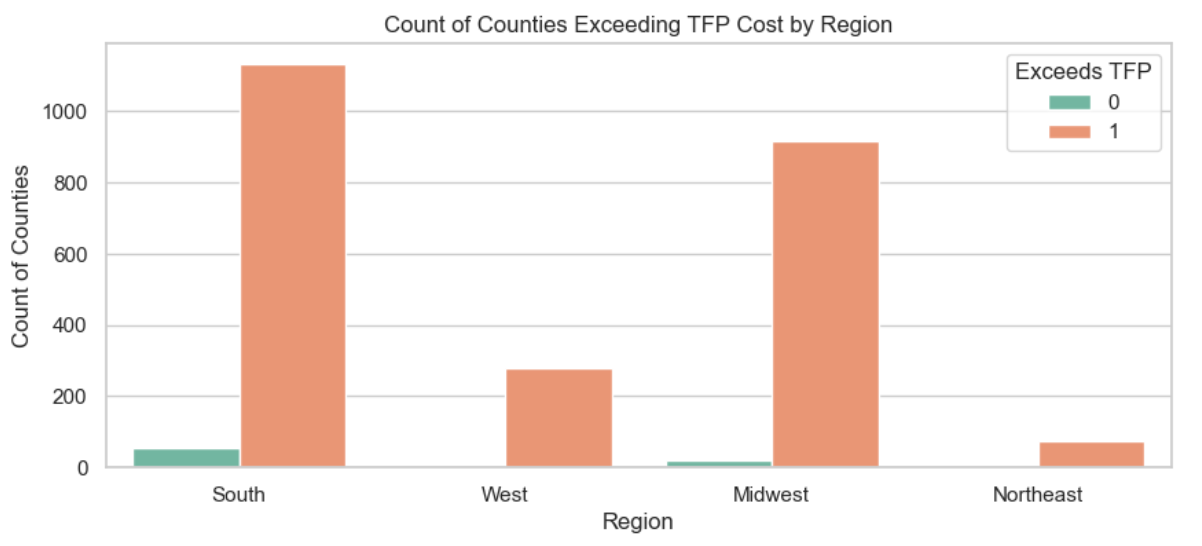 Count of Counties Exceeding TFP Cost by Region
Exceeds TFP
0
1
Count of Counties
1000
800
600
400
200
0
South
West
Midwest
Northeast
Region